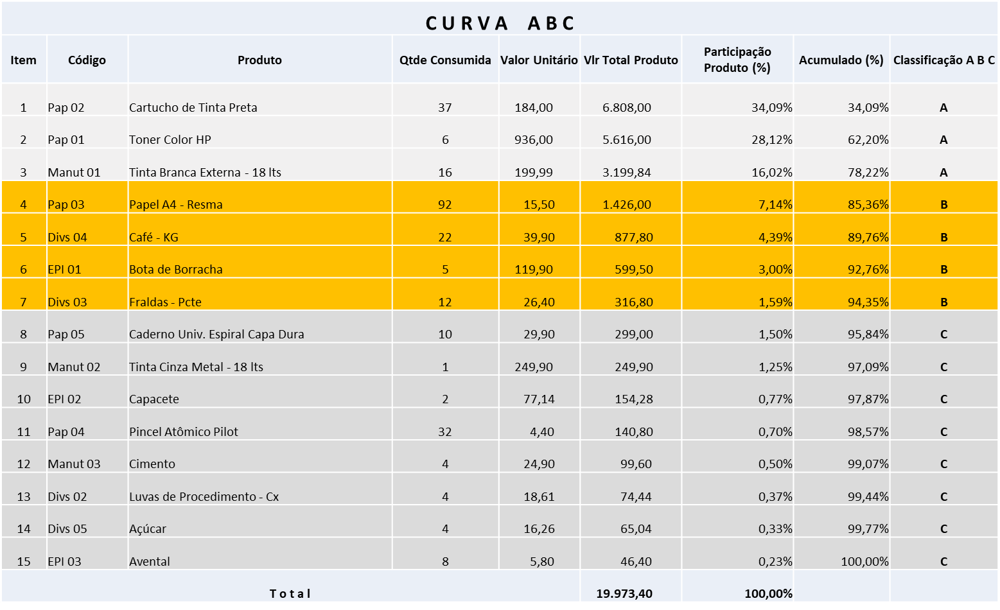 CURVA ABC
Item Código Produto Qtde Consumida Valor Unitário Vlr Total Produto Participação Produto (%) Acumulado (%) Classificação A B C
1 Pap 02 Cartucho de Tinta Preta 37 184,00 6.808,00 34,09% 34,09% A
2 Pap 01 Toner Color HP 6 936,00 5.616,00 28,12% 62,20% A
3 Manut 01 Tinta Branca Externa - 18 lts 16 199,99 3.199,84 16,02% 78,22% A
4 Pap 03 Papel A4 - Resma 92 15,50 1.426,00 7,14% 85,36% B
5 Divs 04 Café - KG 22 39,90 877,80 4,39% 89,76% B
6 EPI 01 Bota de Borracha 5 119,90 599,50 3,00% 92,76% B
7 Divs 03 Fraldas - Pcte 12 26,40 316,80 1,59% 94,35% B
8 Pap 05 Caderno Univ. Espiral Capa Dura 10 29,90 299,00 1,50% 95,84% C
9 Manut 02 Tinta Cinza Metal - 18 lts 1 249,90 249,90 1,25% 97,09% C
10 EPI 02 Capacete 2 77,14 154,28 0,77% 97,87% C
11 Pap 04 Pincel Atômico Pilot 32 4,40 140,80 0,70% 98,57% C
12 Manut 03 Cimento 4 24,90 99,60 0,50% 99,07% C
13 Divs 02 Luvas de Procedimento - Cx 4 18,61 74,44 0,37% 99,44% C
14 Divs 05 Açúcar 4 16,26 65,04 0,33% 99,77% C
15 EPI 03 Avental 8 5,80 46,40 0,23% 100,00% C
Total 19.973,40 100,00%